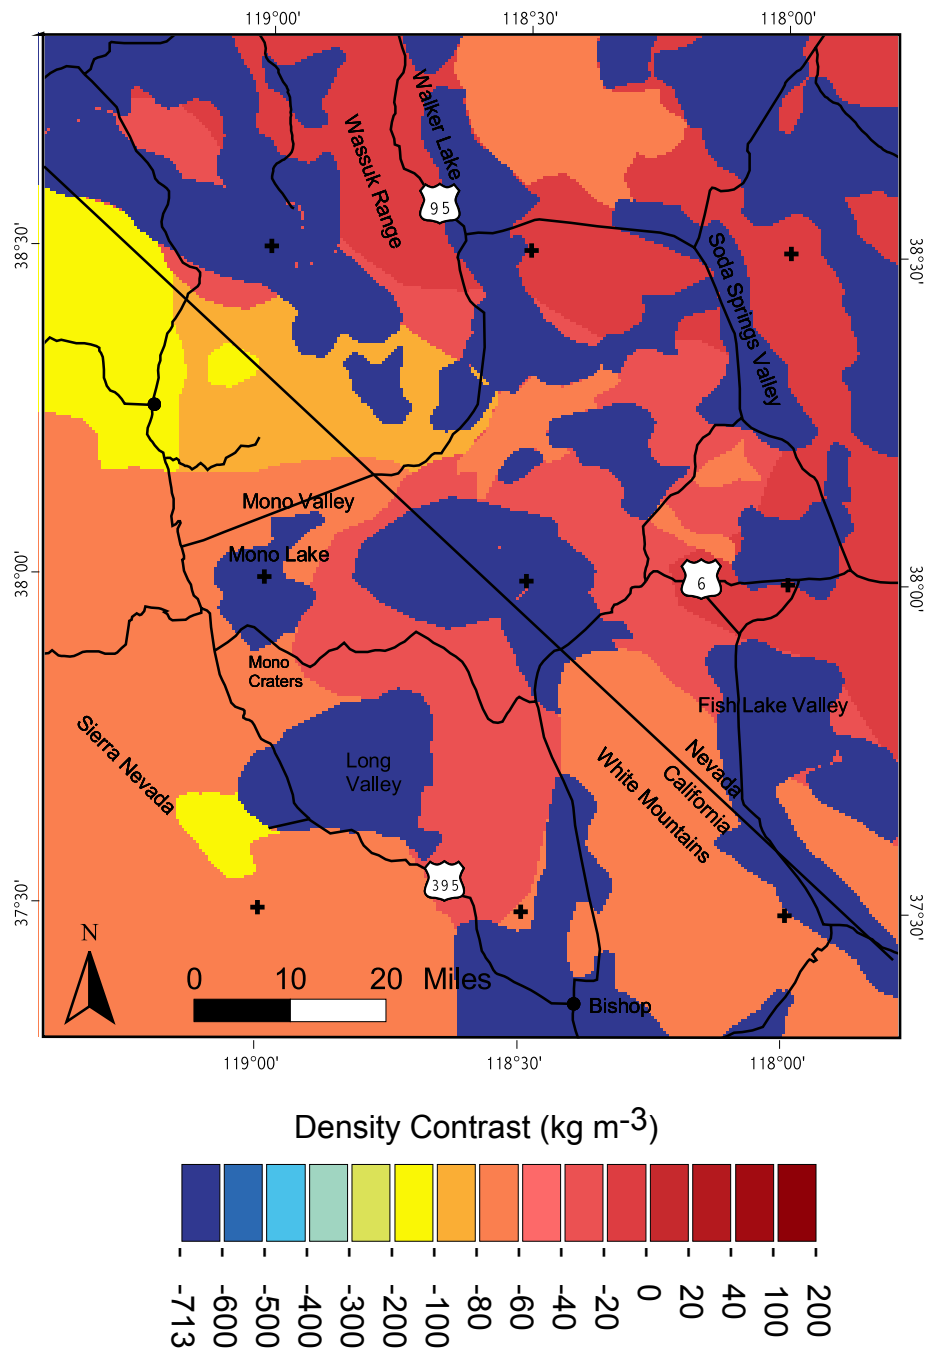 119°00'
118°30'
118°00'
Walker Lake
Wassuk Range
95
38°30'
38°30'
Soda Springs Valley
Mono Valley
Mono Lake
38°00'
38°00'
6
Mono
Craters
Fish Lake Valley
Sierra Nevada
Long
Valley
Nevada
California
White Mountains
395
37°30'
37°30'
N
0 10 20 Miles
Bishop
119°00'
118°30'
118°00'
Density Contrast (kg m-3)
-713
-600
-500
-400
-300
-200
-100
-80
-60
-40
-20
0
20
40
100
200